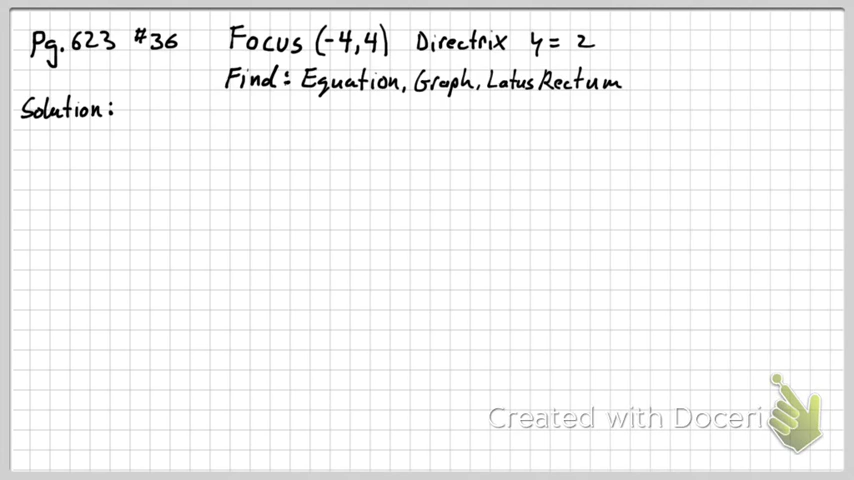 Pg. 623 #36 Focus (-4,4) Directrix y = 2
Find: Equation, Graph, Latus Rectum
Solution:
Created with Doceri